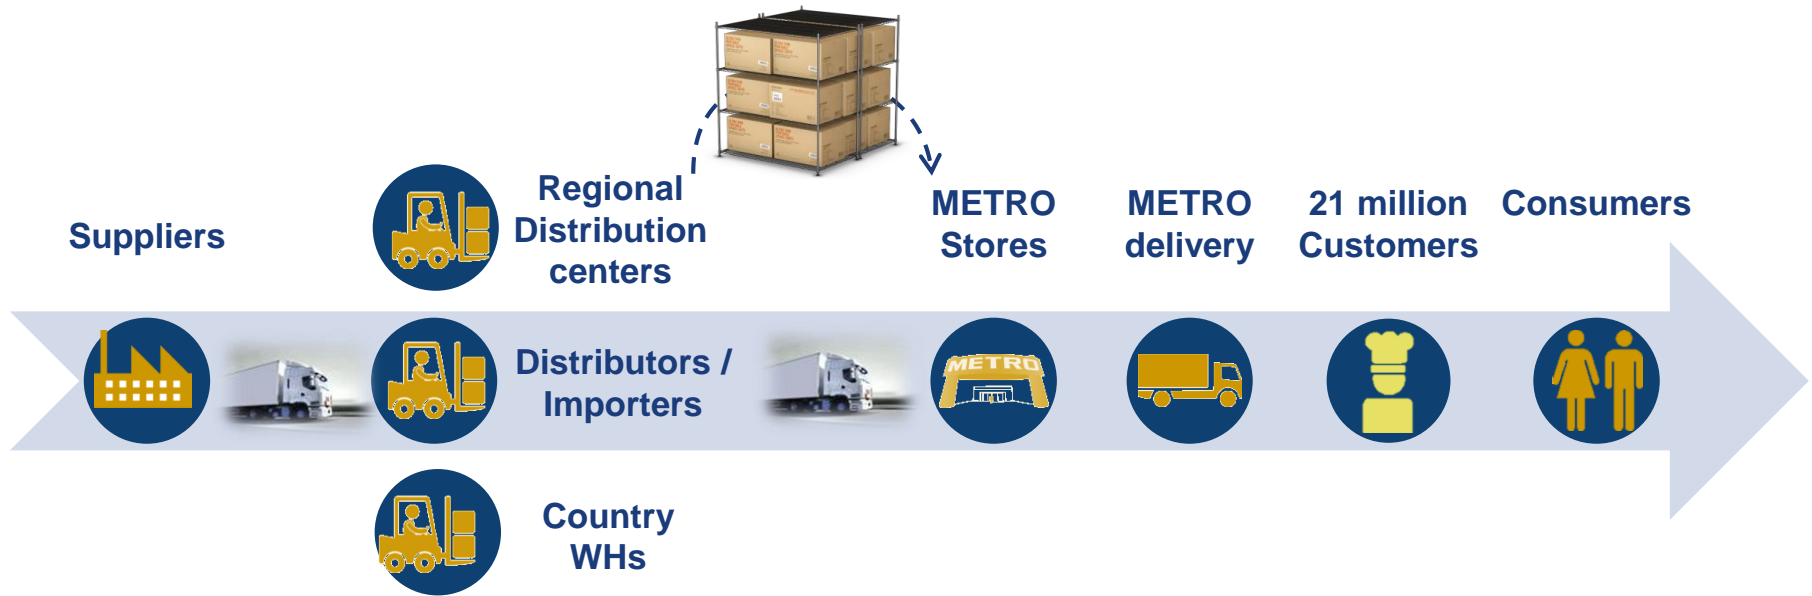 Suppliers
Regional
Distribution
centers
Distributors /
Importers
Country
WHs
METRO
Stores
METRO
METRO
delivery
21 million
Customers
Consumers